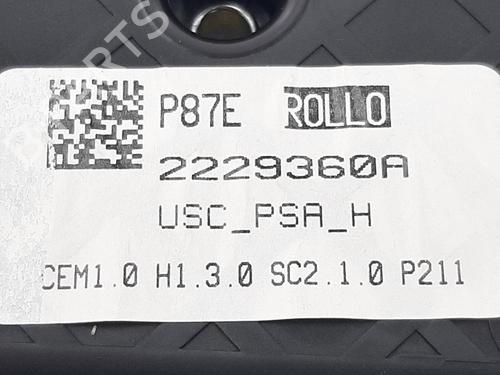 P87E ROLLO
2229360A
USC_PSA_H
CEM1.0 H1.3.0 SC2.1.0 P211